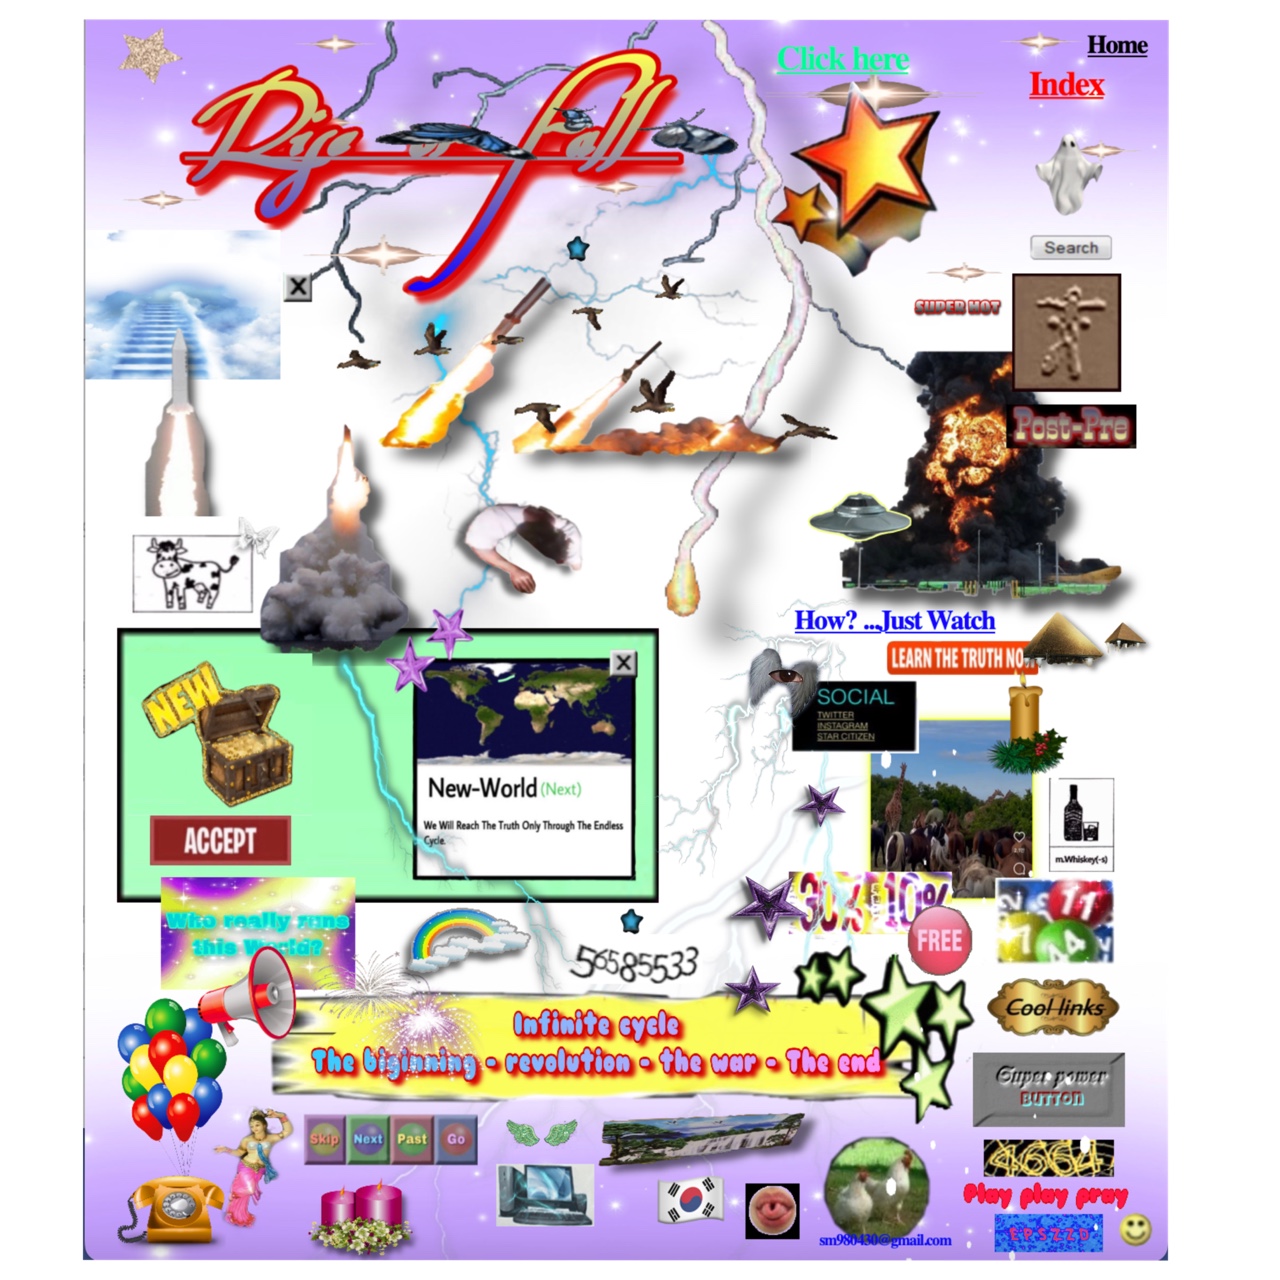 Rise or fall
Click here
Home
Index
X
Search
SUPER HOT
Post-Pre
How? ...Just Watch
LEARN THE TRUTH NO
SOCIAL
TWITTER
INSTAGRAM
STAR CITIZEN
NEW
X
New-World (Next)
We Will Reach The Truth Only Through The Endless
Cycle.
ACCEPT
m.Whiskey(-s)
Who really runs
this World?
30% 10%
FREE
11
56585533
Cool links
Infinite cycle
The biginning - revolution - the war - The end
Super power
BUTTON
Skip Next Past Go
4664
Play play pray
EPSZZD
sm980430@gmail.com